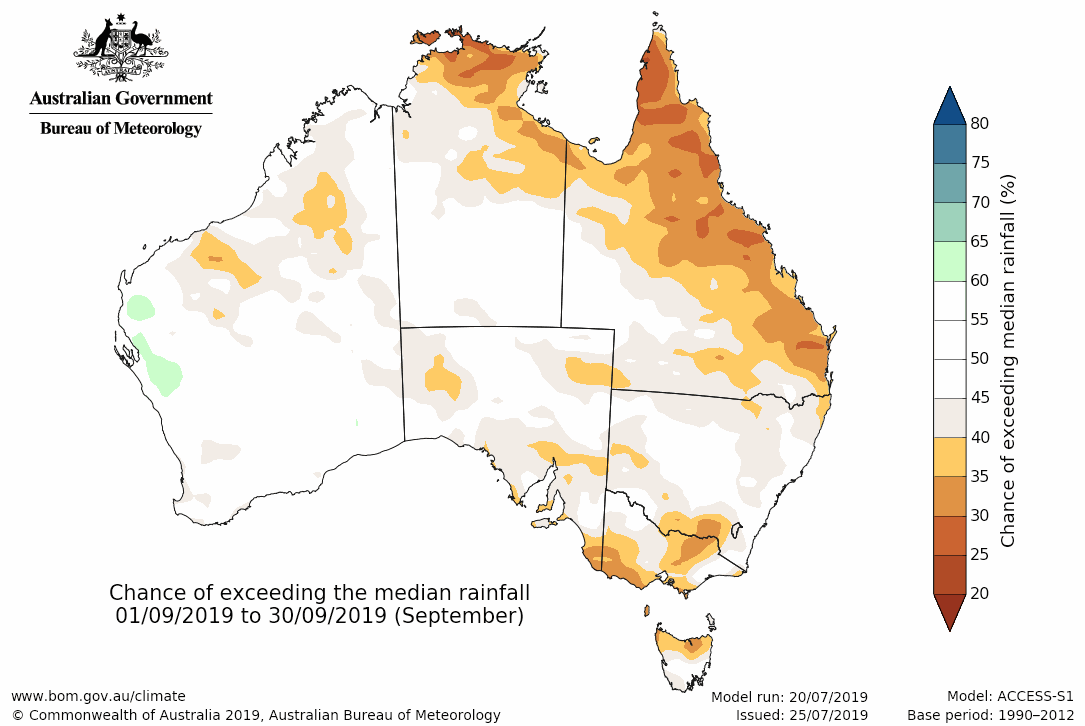 AUSTRALIA
Australian Government
Bureau of Meteorology
80
75
70
65
60
55
50
45
40
35
30
25
20
Chance of exceeding median rainfall (%)
Chance of exceeding the median rainfall
01/09/2019 to 30/09/2019 (September)
www.bom.gov.au/climate
© Commonwealth of Australia 2019, Australian Bureau of Meteorology
Model run: 20/07/2019
Issued: 25/07/2019
Model: ACCESS-S1
Base period: 1990–2012